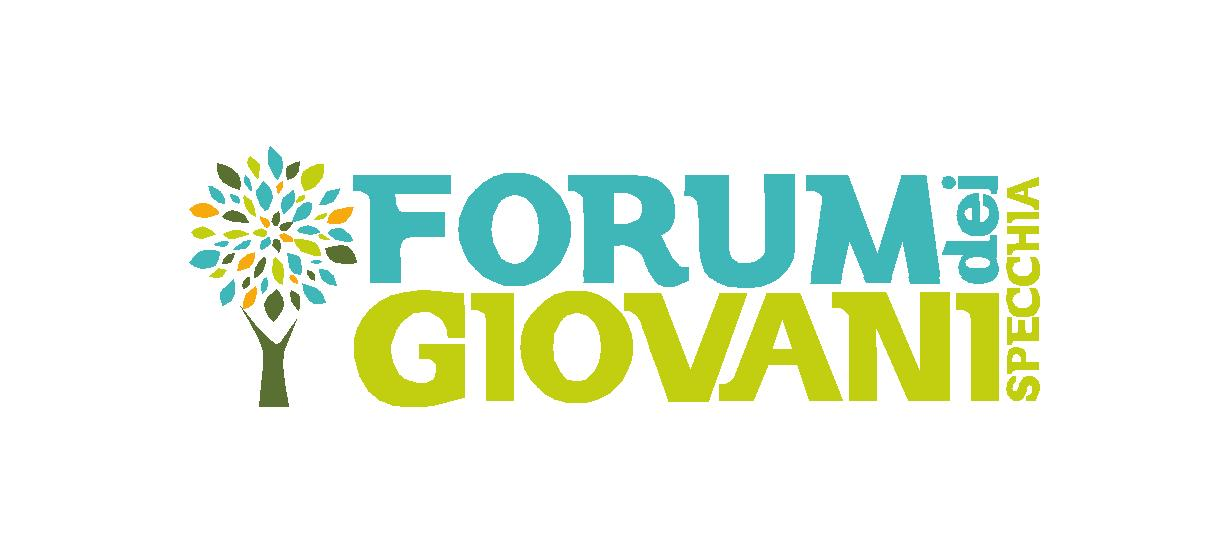 FORUM
dei
GIOVANI
SPECCHIA